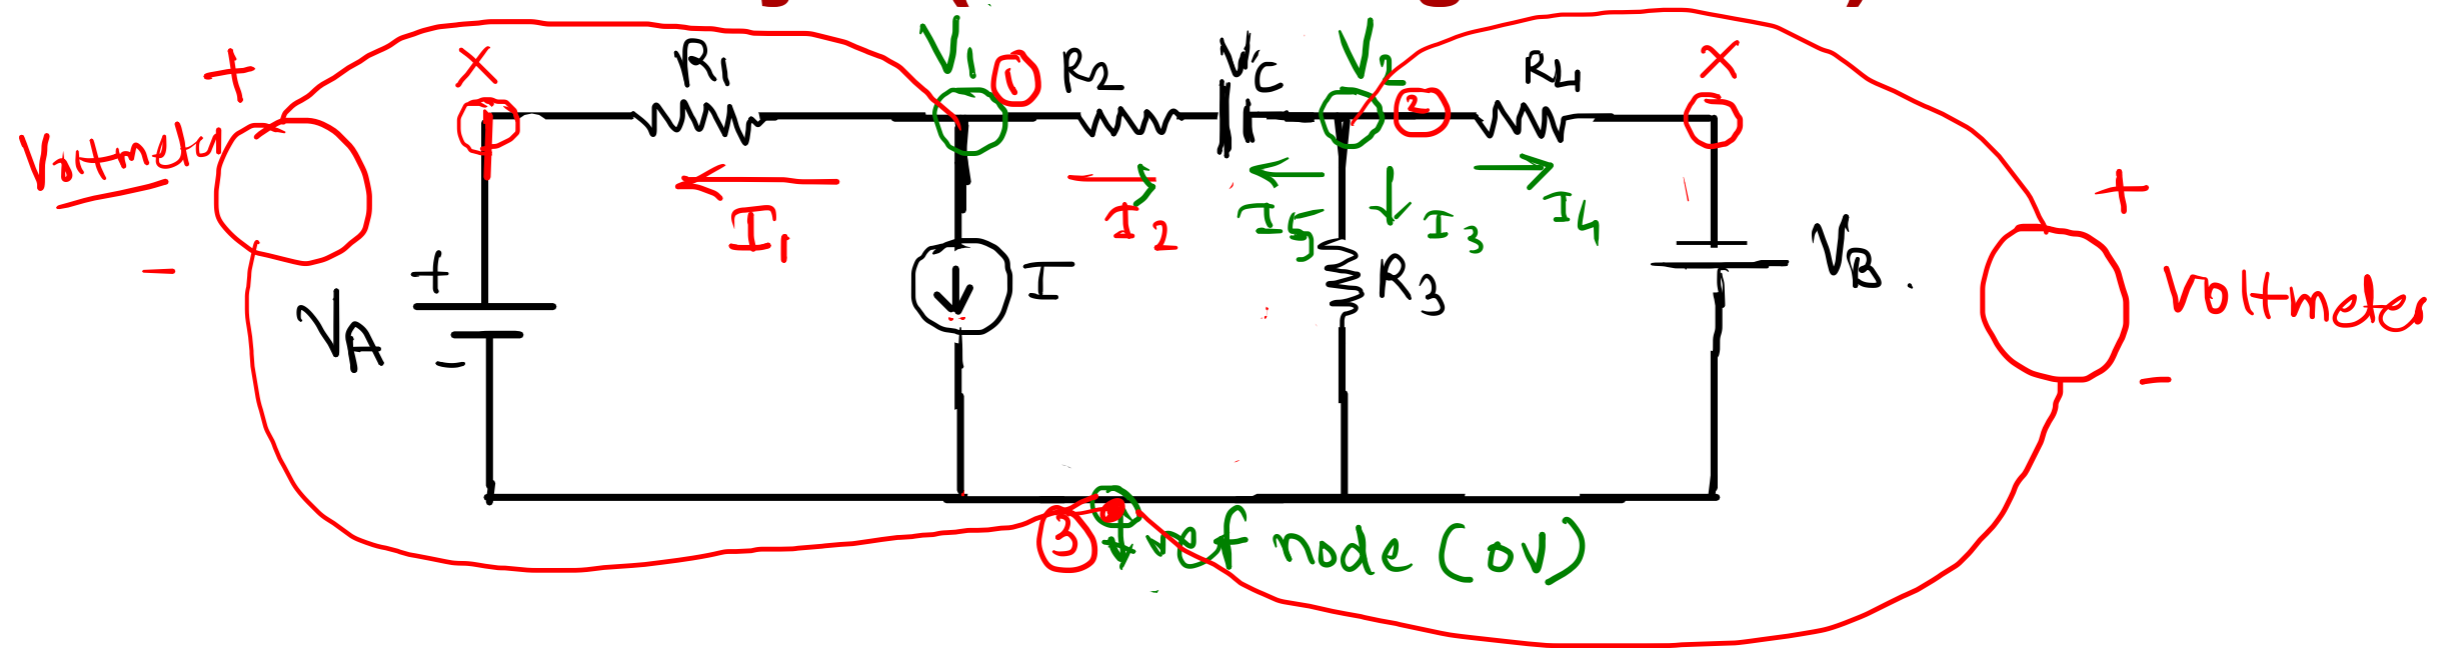 +
X
R1
V1
1
R2
VC
V2
2
R4
X
Voltmeter
-
I1
I2
I5
I3
I4
+
+
VA
-
I
R3
VB
Voltmeter
-
3
ref node (0V)